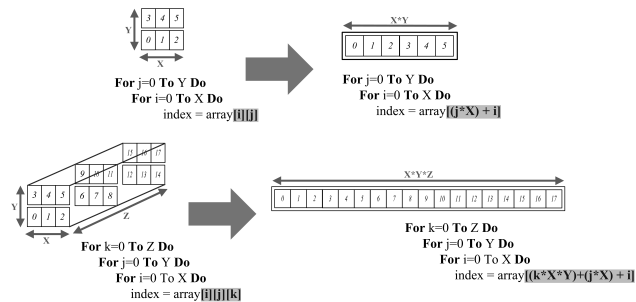 3 4 5
Y
0 1 2
X
For j=0 To Y Do
For i=0 To X Do
index = array[i][j]
X*Y
0 1 2 3 4 5
For j=0 To Y Do
For i=0 To X Do
index = array[(j*X) + i]
15 16 17
9 10 11
12 13 14
3 4 5
6 7 8
Y
0 1 2
Z
X
For k=0 To Z Do
For j=0 To Y Do
For i=0 To X Do
index = array[i][j][k]
X*Y*Z
0 1 2 3 4 5 6 7 8 9 10 11 12 13 14 15 16 17
For k=0 To Z Do
For j=0 To Y Do
For i=0 To X Do
index = array[(k*X*Y)+(j*X) + i]